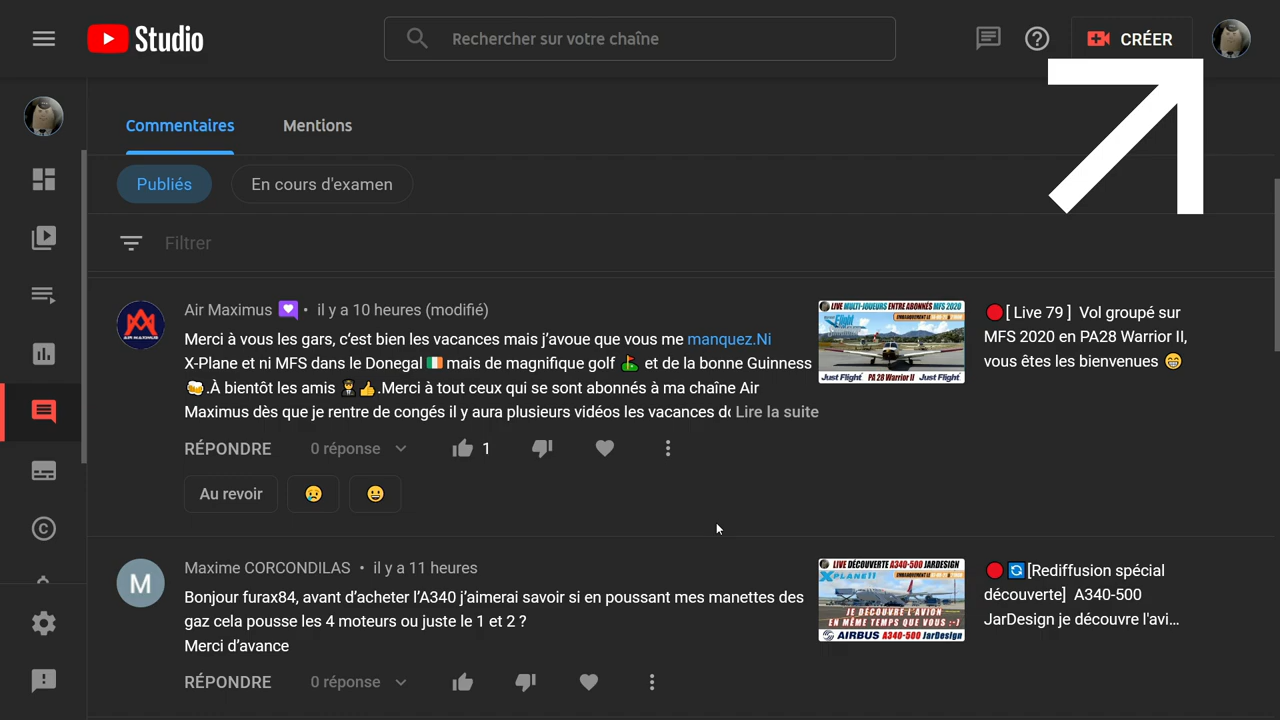 Studio
Rechercher sur votre chaîne
CRÉER
Commentaires
Mentions
Publiés
En cours d'examen
Filtrer
Air Maximus • il y a 10 heures (modifié)
Merci à vous les gars, c’est bien les vacances mais j’avoue que vous me manquez.Ni
X-Plane et ni MFS dans le Donegal 🇮🇪 mais de magnifique golf ⛳ et de la bonne Guinness
🍻.À bientôt les amis 👨‍✈️👍.Merci à tout ceux qui se sont abonnés à ma chaîne Air
Maximus dès que je rentre de congés il y aura plusieurs vidéos les vacances Lire la suite
RÉPONDRE
0 réponse
1
Au revoir
😢
😀
AIR MAXIMUS
LIVE MULTI-JOUEURS ENTRE ABONNÉS MFS 2020
EMBARQUEMENT LE
Flight
Just Flight PA 28 Warrior II Just Flight
🔴[ Live 79 ] Vol groupé sur
MFS 2020 en PA28 Warrior II,
vous êtes les bienvenues 😁
M
Maxime CORCONDILAS • il y a 11 heures
Bonjour furax84, avant d’acheter l’A340 j’aimerai savoir si en poussant mes manettes des
gaz cela pousse les 4 moteurs ou juste le 1 et 2 ?
Merci d’avance
RÉPONDRE
0 réponse
LIVE DÉCOUVERTE A340-500 JARDESIGN
X-PLANE 11
EMBARQUEMENT LE
JE DÉCOUVRE L'AVION
EN MÊME TEMPS QUE VOUS :-)
AIRBUS A340-500 JarDesign
🔴🔄[Rediffusion spécial
découverte] A340-500
JarDesign je découvre l'avi...